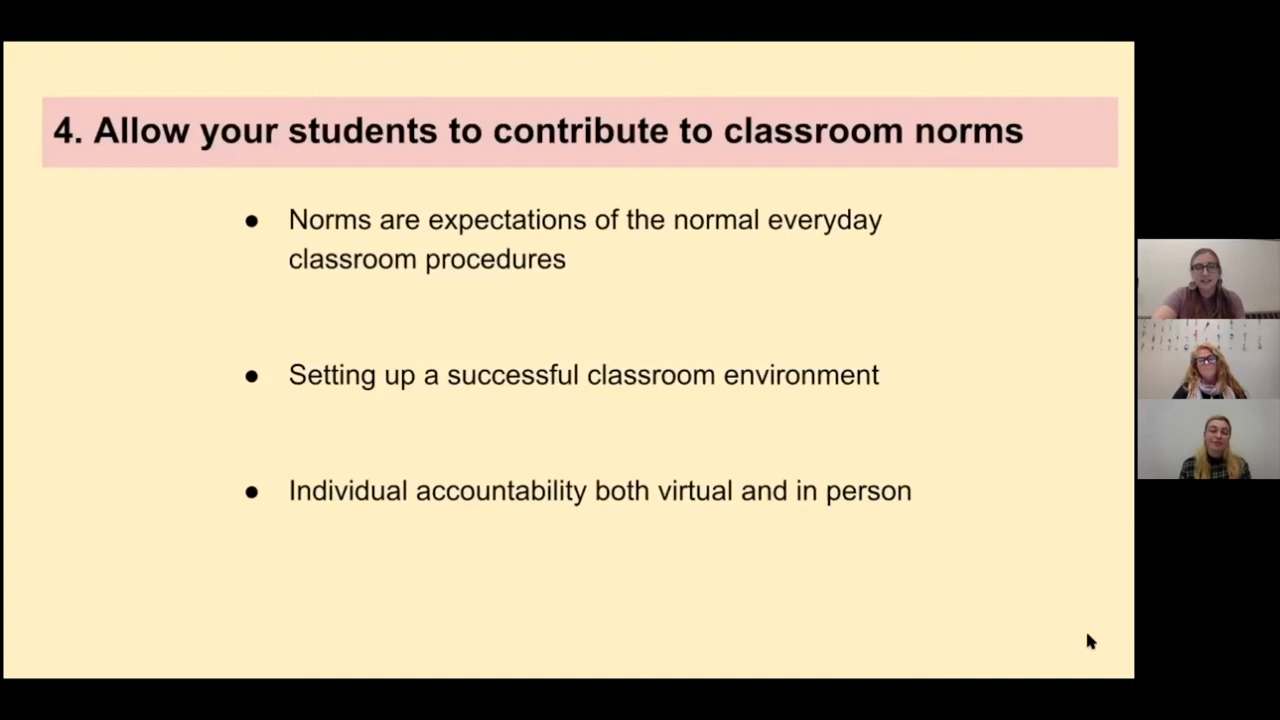 4. Allow your students to contribute to classroom norms
● Norms are expectations of the normal everyday
classroom procedures
● Setting up a successful classroom environment
● Individual accountability both virtual and in person